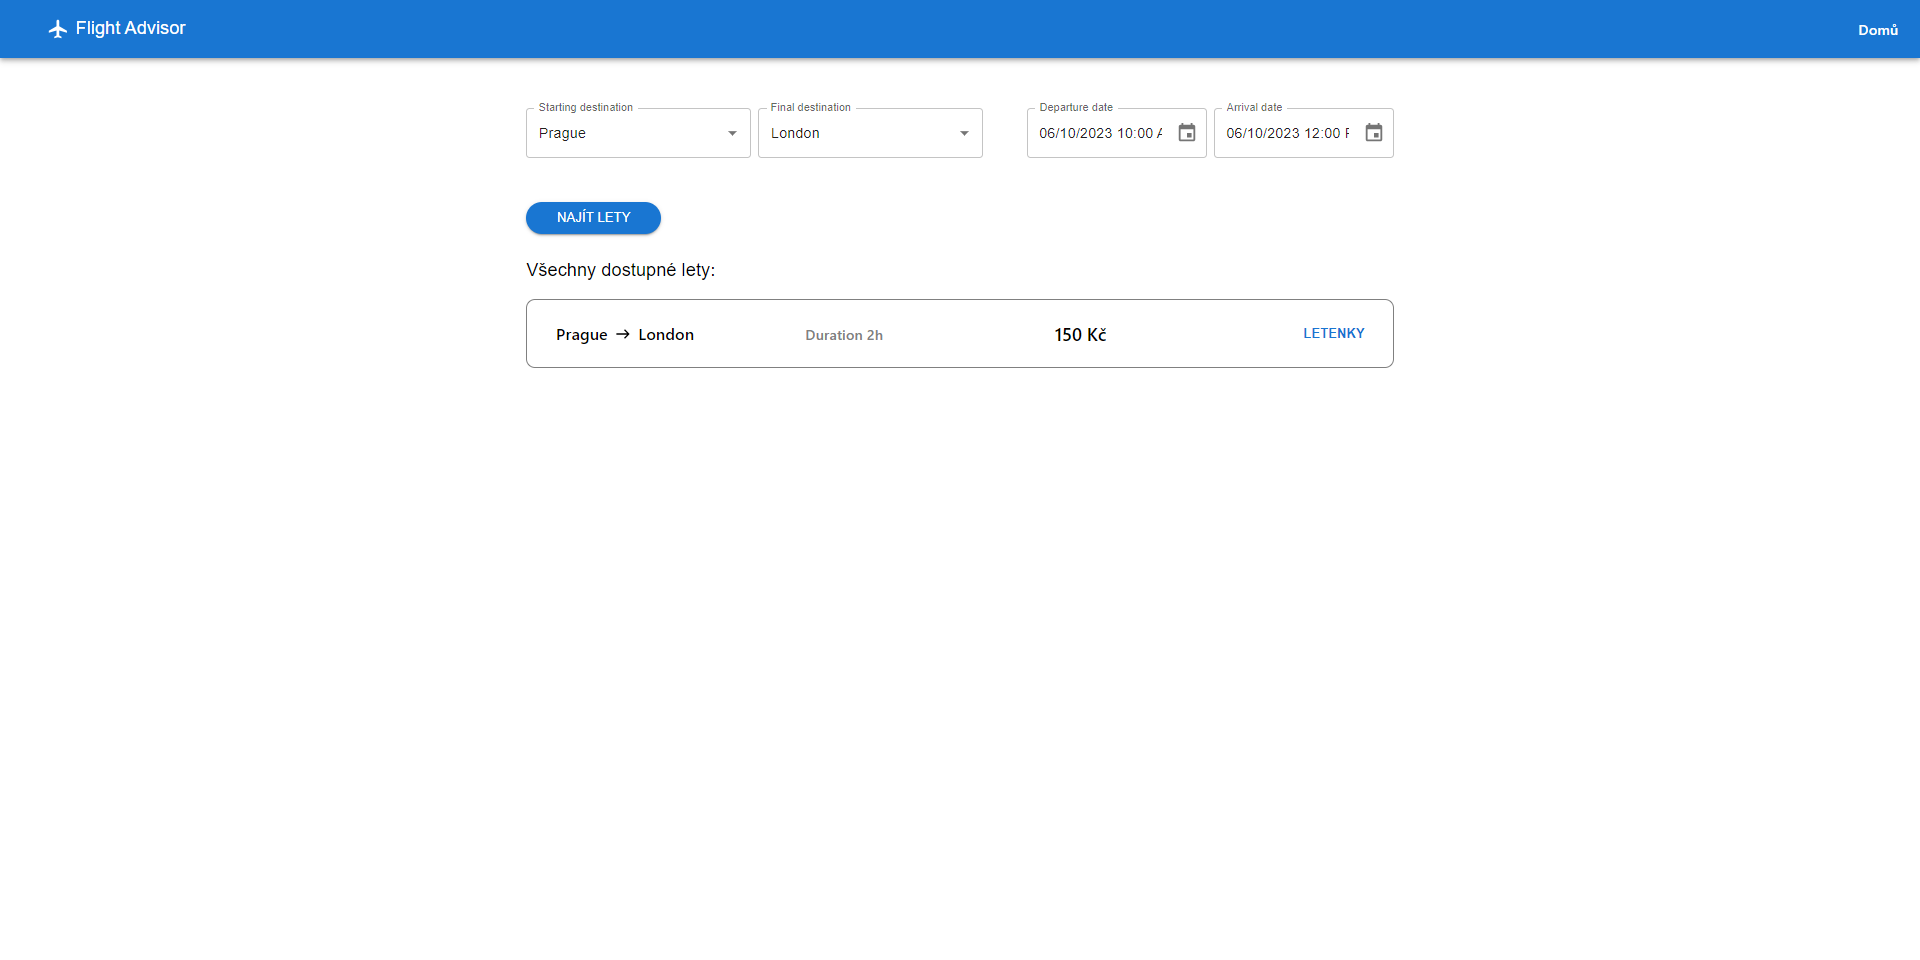 Flight Advisor
Domů
Starting destination
Final destination
Departure date
Arrival date
Prague
London
06/10/2023 10:00
06/10/2023 12:00
NAJÍT LETY
Všechny dostupné lety:
Prague → London
Duration 2h
150 Kč
LETENKY